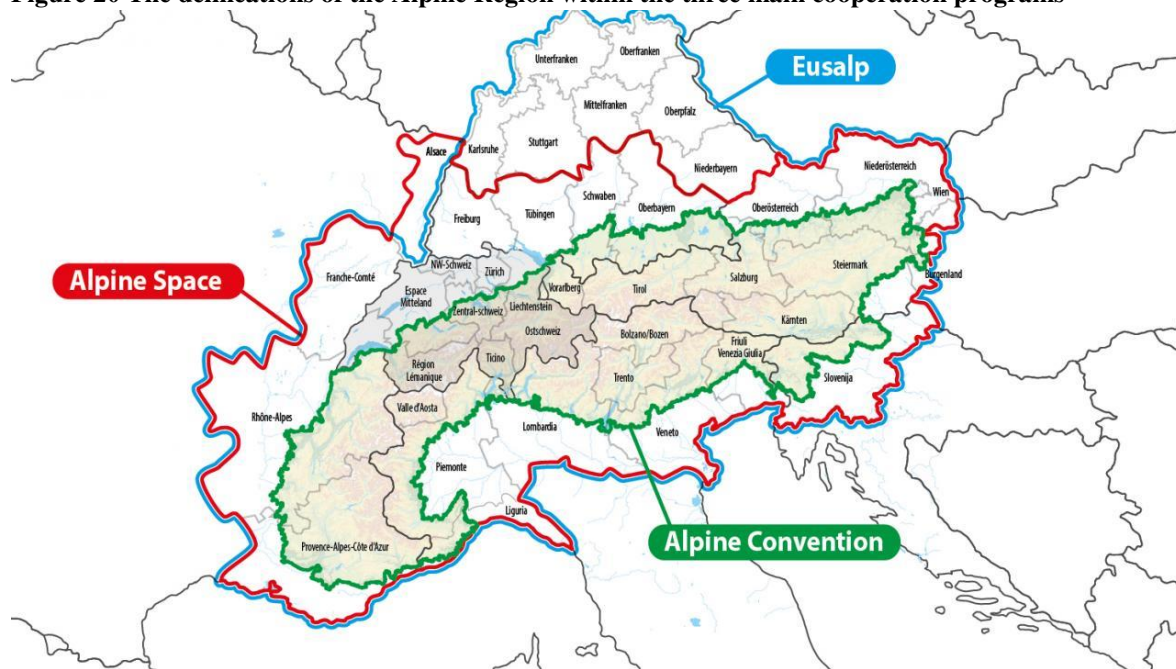 Figure 20 The delineations of the Alpine Region within the three main cooperation programs
Unterfranken
Oberfranken
Eusalp
Mittelfranken
Oberpfalz
Alsace
Karlsruhe
Stuttgart
Niederbayern
Niederösterreich
Wien
Schwaben
Oberbayern
Oberösterreich
Tübingen
Freiburg
Alpine Space
Franche-Comté
NW-Schweiz
Zürich
Espace
Mitteland
Vorarlberg
Tirol
Salzburg
Steiermark
Burgenland
Zentral-schweiz
Liechtenstein
Ostschweiz
Bolzano/Bozen
Kärnten
Région
Lémanique
Ticino
Friuli
Venezia Giulia
Trento
Slovenija
Valle d'Aosta
Rhône-Alpes
Lombardia
Veneto
Piemonte
Liguria
Alpine Convention
Provence-Alpes-Côte d'Azur